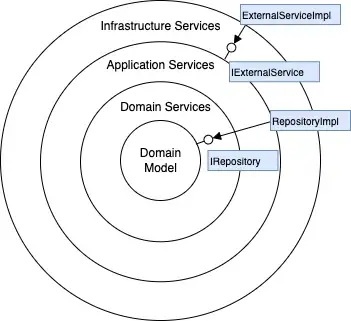 ExternalServiceImpl
Infrastructure Services
Application Services
IExternalService
Domain Services
RepositoryImpl
Domain
Model
IRepository